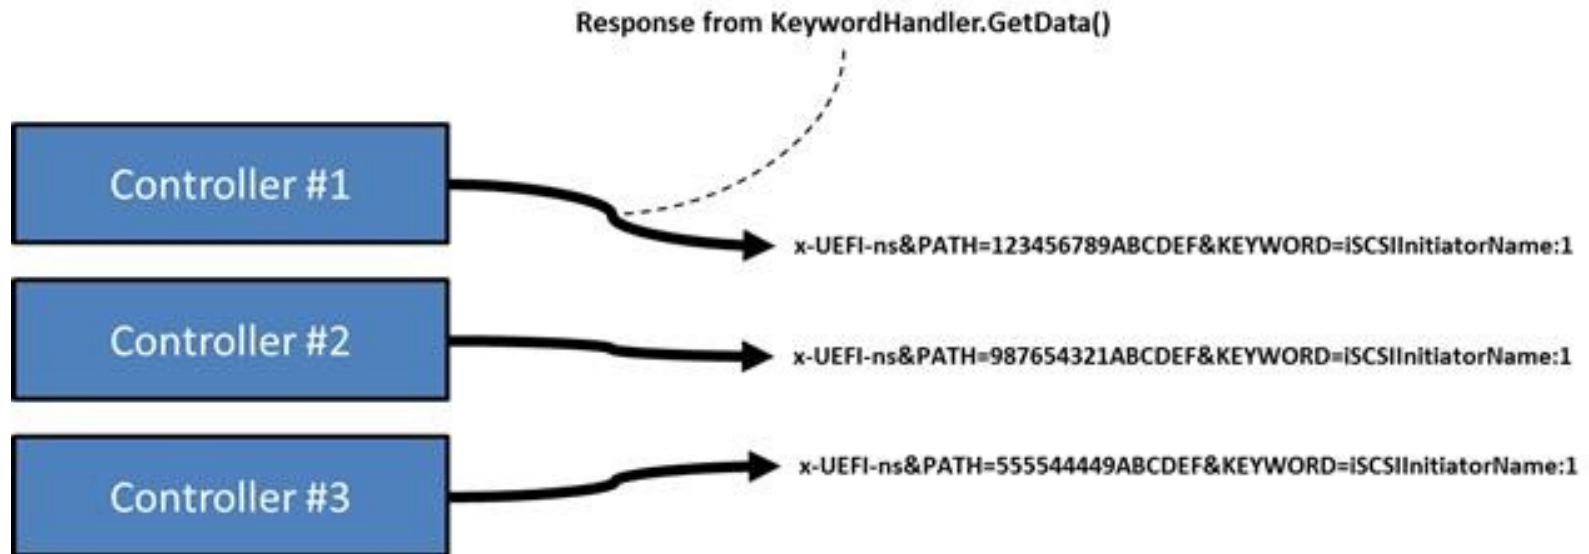 Response from KeywordHandler.GetData()
Controller #1
x-UEFI-ns&PATH=123456789ABCDEF&KEYWORD=iSCSIInitiatorName:1
Controller #2
x-UEFI-ns&PATH=987654321ABCDEF&KEYWORD=iSCSIInitiatorName:1
Controller #3
x-UEFI-ns&PATH=555544449ABCDEF&KEYWORD=iSCSIInitiatorName:1